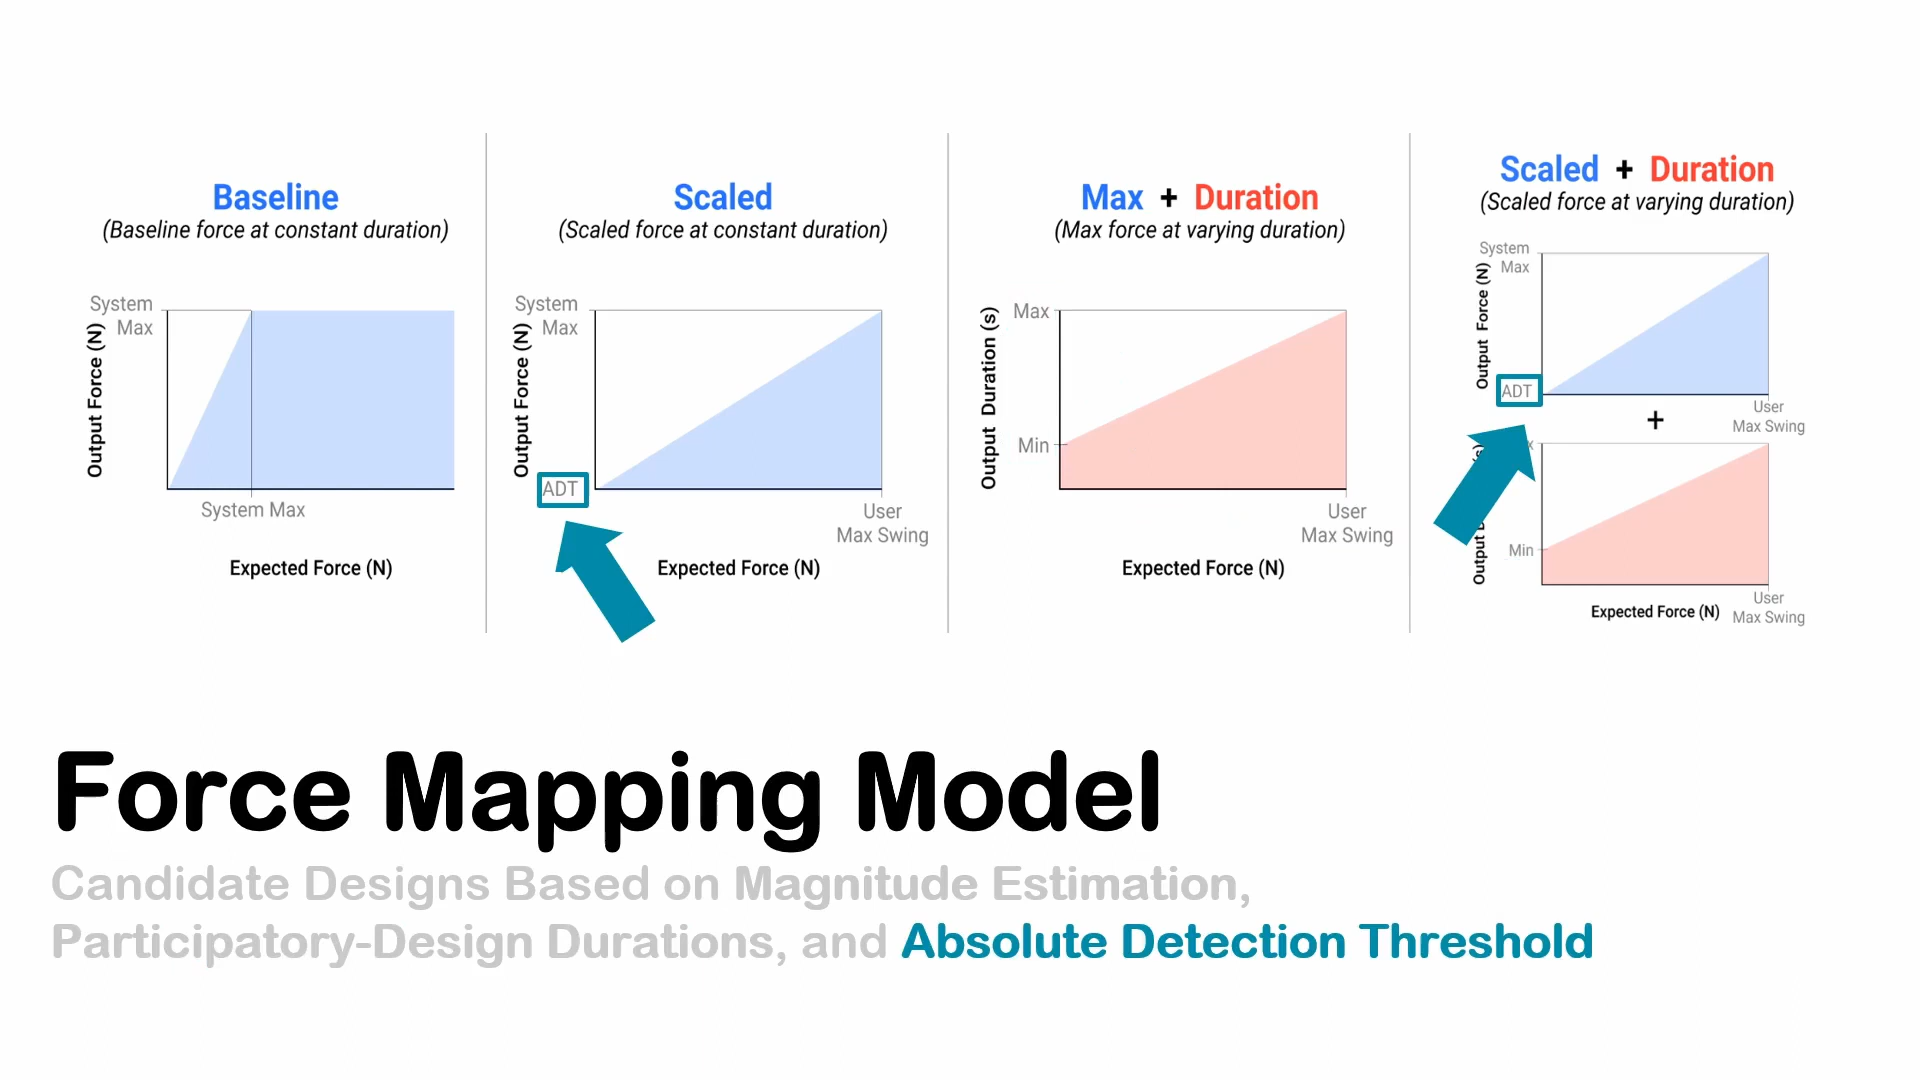 Baseline
(Baseline force at constant duration)
System
Max
Output Force (N)
System Max
Expected Force (N)
Scaled
(Scaled force at constant duration)
System
Max
Output Force (N)
ADT
User
Max Swing
Expected Force (N)
Max + Duration
(Max force at varying duration)
Max
Output Duration (s)
Min
User
Max Swing
Expected Force (N)
Scaled + Duration
(Scaled force at varying duration)
System
Max
Output Force (N)
ADT
User
Max Swing
+
Output
(s)
Min
User
Max Swing
Expected Force (N)
Force Mapping Model
Candidate Designs Based on Magnitude Estimation,
Participatory-Design Durations, and Absolute Detection Threshold